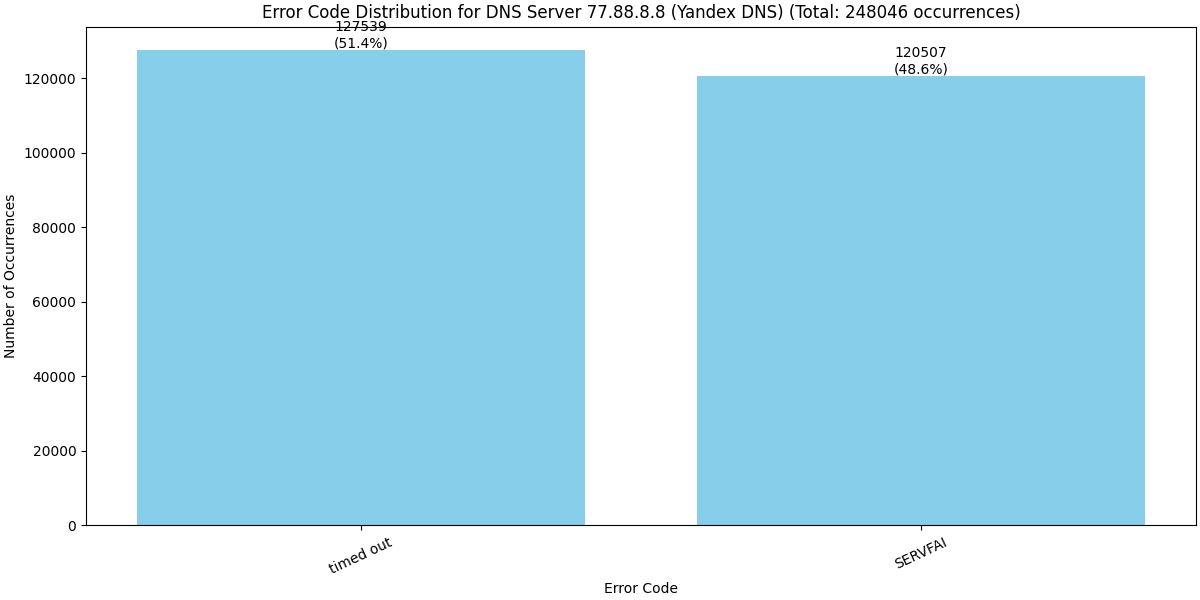 Error Code Distribution for DNS Server 77.88.8.8 (Yandex DNS) (Total: 248046 occurrences)
127539
(51.4%)
120507
(48.6%)
120000
100000
80000
60000
40000
20000
0
Number of Occurrences
timed out
SERVFAI
Error Code